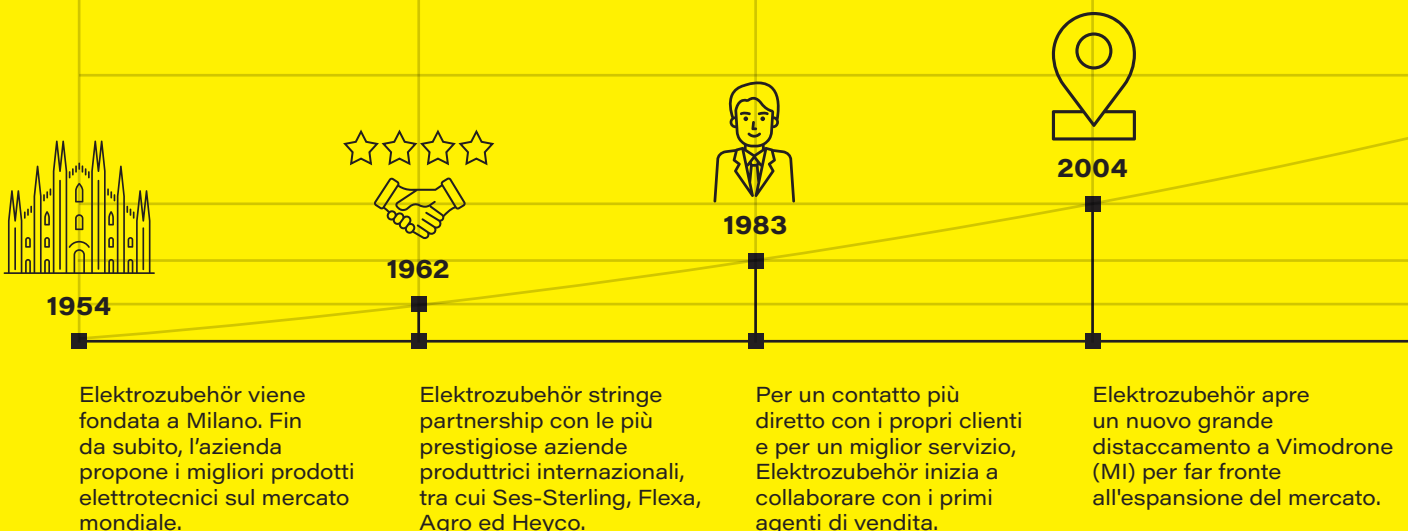 1954
Elektrozubehör viene
fondata a Milano. Fin
da subito, l’azienda
propone i migliori prodotti
elettrotecnici sul mercato
mondiale.
1962
Elektrozubehör stringe
partnership con le più
prestigiose aziende
produttrici internazionali,
tra cui Ses-Sterling, Flexa,
Agro ed Heyco.
1983
Per un contatto più
diretto con i propri clienti
e per un miglior servizio,
Elektrozubehör inizia a
collaborare con i primi
agenti di vendita.
2004
Elektrozubehör apre
un nuovo grande
distaccamento a Vimodrone
(MI) per far fronte
all'espansione del mercato.